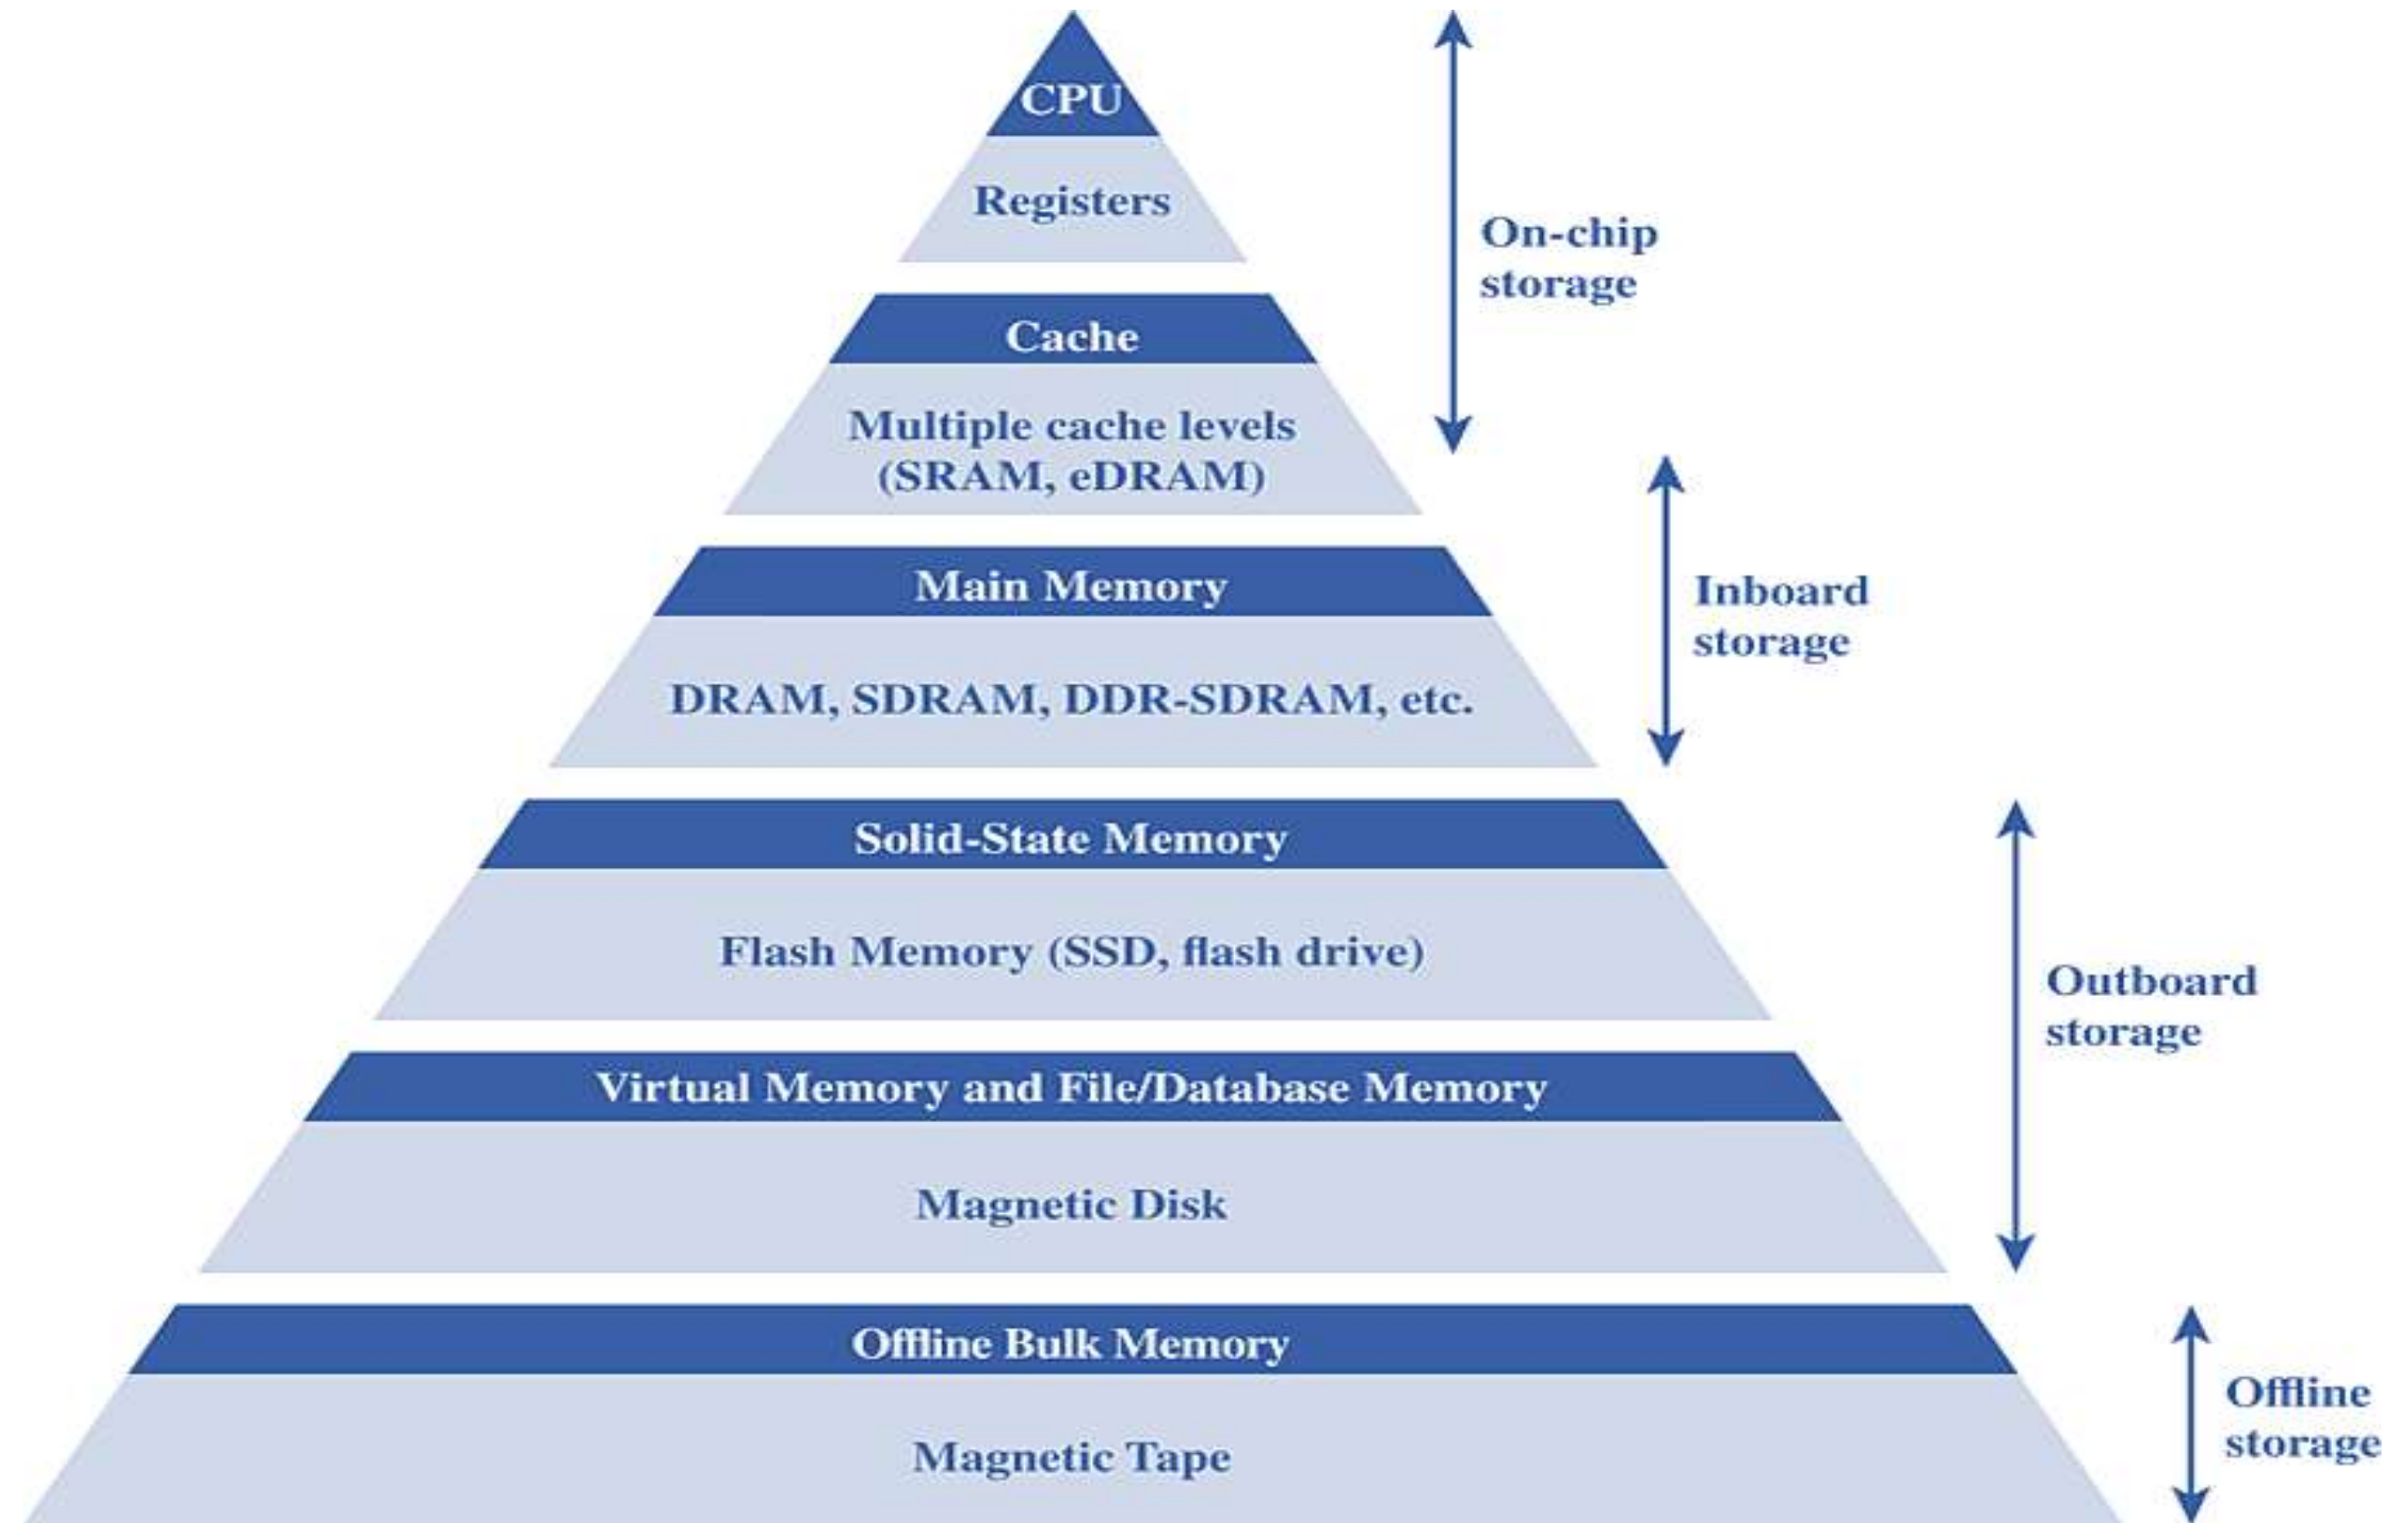 CPU
Registers
On-chip
storage
Cache
Multiple cache levels
(SRAM, eDRAM)
Main Memory
Inboard
storage
DRAM, SDRAM, DDR-SDRAM, etc.
Solid-State Memory
Flash Memory (SSD, flash drive)
Outboard
storage
Virtual Memory and File/Database Memory
Magnetic Disk
Offline Bulk Memory
Offline
storage
Magnetic Tape